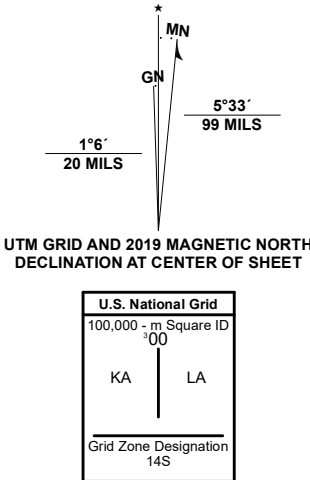 ★
MN
GN
5°33´
99 MILS
1°6´
20 MILS
UTM GRID AND 2019 MAGNETIC NORTH
DECLINATION AT CENTER OF SHEET
U.S. National Grid
100,000 - m Square ID
³00
KA LA
Grid Zone Designation
14S